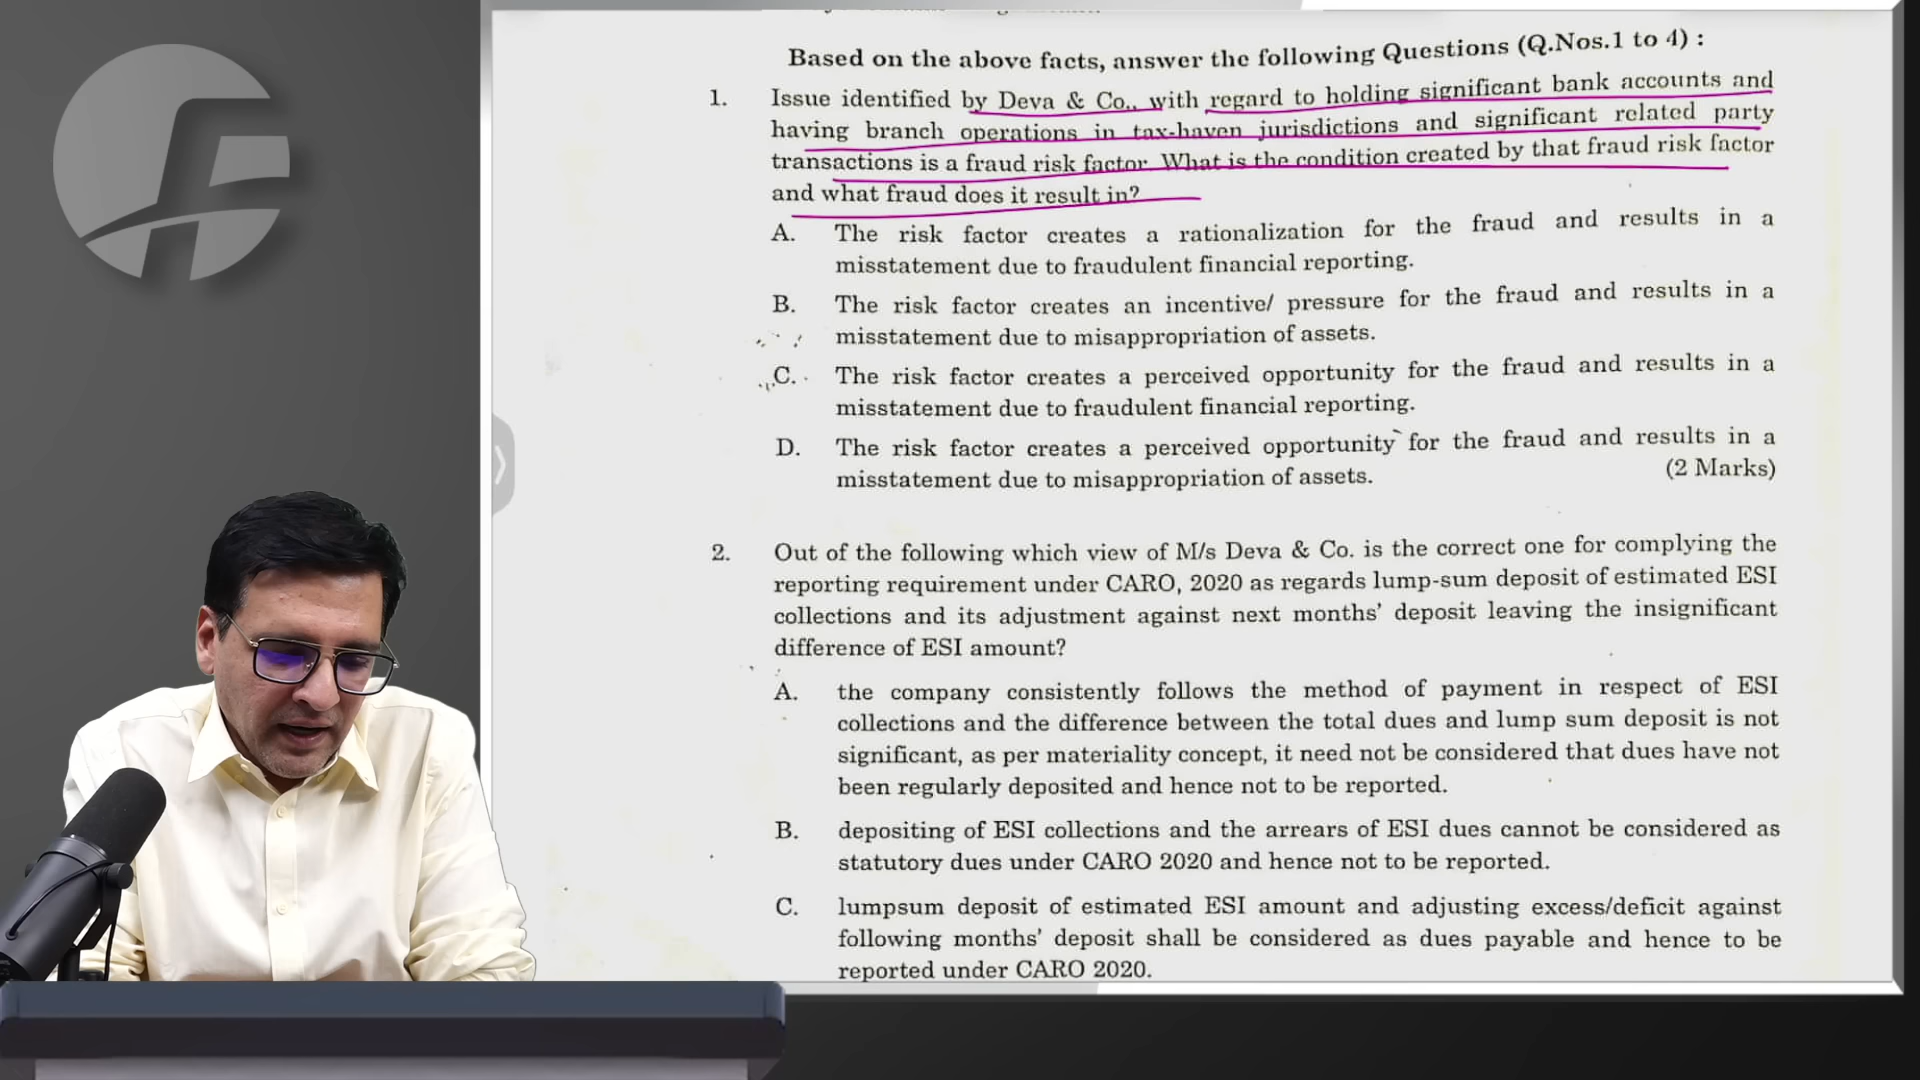 Based on the above facts, answer the following Questions (Q.Nos.1 to 4) :
1. Issue identified by Deva & Co., with regard to holding significant bank accounts and
having branch operations in tax-haven jurisdictions and significant related party
transactions is a fraud risk factor. What is the condition created by that fraud risk factor
and what fraud does it result in?
A. The risk factor creates a rationalization for the fraud and results in a
misstatement due to fraudulent financial reporting.
B. The risk factor creates an incentive/ pressure for the fraud and results in a
misstatement due to misappropriation of assets.
C. The risk factor creates a perceived opportunity for the fraud and results in a
misstatement due to fraudulent financial reporting.
D. The risk factor creates a perceived opportunity for the fraud and results in a
misstatement due to misappropriation of assets. (2 Marks)
2. Out of the following which view of M/s Deva & Co. is the correct one for complying the
reporting requirement under CARO, 2020 as regards lump-sum deposit of estimated ESI
collections and its adjustment against next months' deposit leaving the insignificant
difference of ESI amount?
A. the company consistently follows the method of payment in respect of ESI
collections and the difference between the total dues and lump sum deposit is not
significant, as per materiality concept, it need not be considered that dues have not
been regularly deposited and hence not to be reported.
B. depositing of ESI collections and the arrears of ESI dues cannot be considered as
statutory dues under CARO 2020 and hence not to be reported.
C. lumpsum deposit of estimated ESI amount and adjusting excess/deficit against
following months' deposit shall be considered as dues payable and hence to be
reported under CARO 2020.